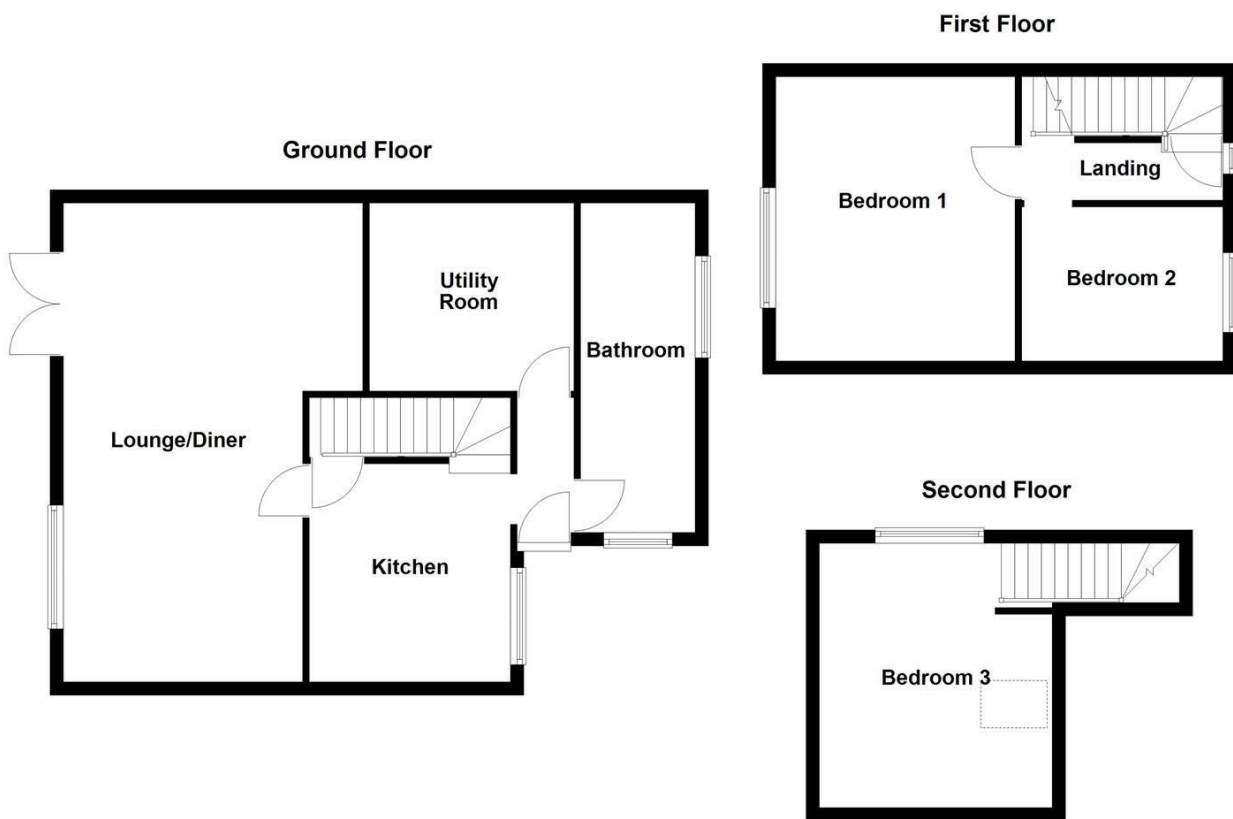 Ground Floor
Utility
Room
Bathroom
Lounge/Diner
Kitchen
First Floor
Bedroom 1
Landing
Bedroom 2
Second Floor
Bedroom 3